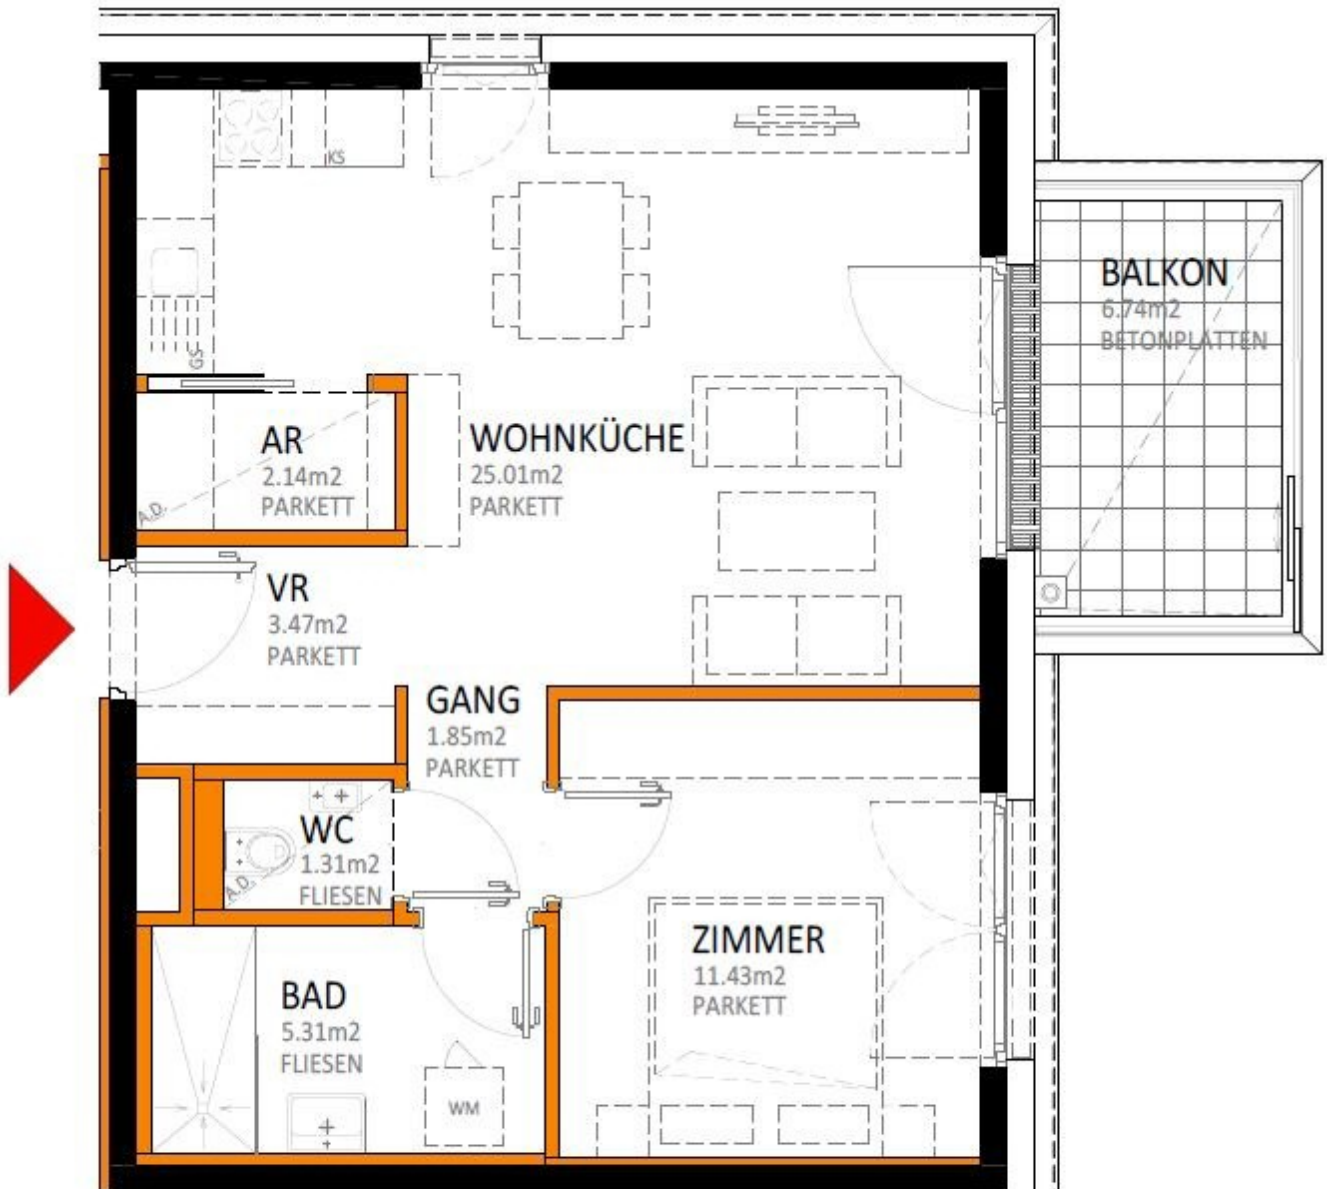 KS
BALKON
6.74m2
BETONPLATTEN
GS
AR
2.14m2
PARKETT
A.D.
WOHNKÜCHE
25.01m2
PARKETT
VR
3.47m2
PARKETT
GANG
1.85m2
PARKETT
WC
1.31m2
FLIESEN
A.D.
ZIMMER
11.43m2
PARKETT
BAD
5.31m2
FLIESEN
WM